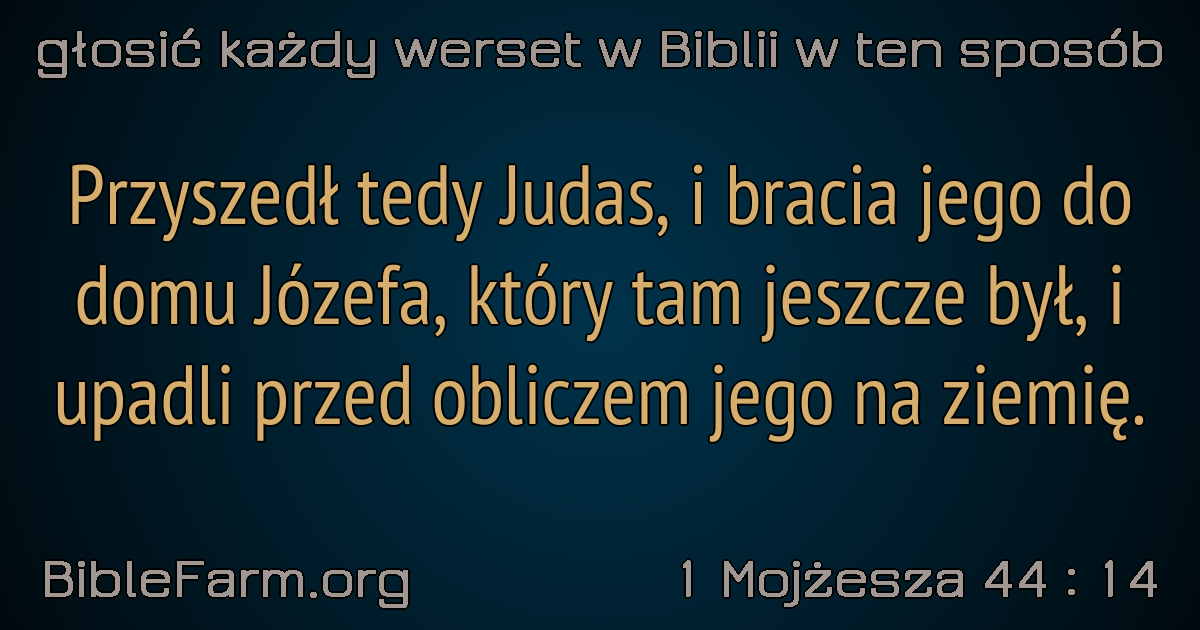 głosić każdy werset w Biblii w ten sposób
Przyszedł tedy Judas, i bracia jego do
domu Józefa, który tam jeszcze był, i
upadli przed obliczem jego na ziemię.
BibleFarm.org
1 Mojżesza 44 : 14